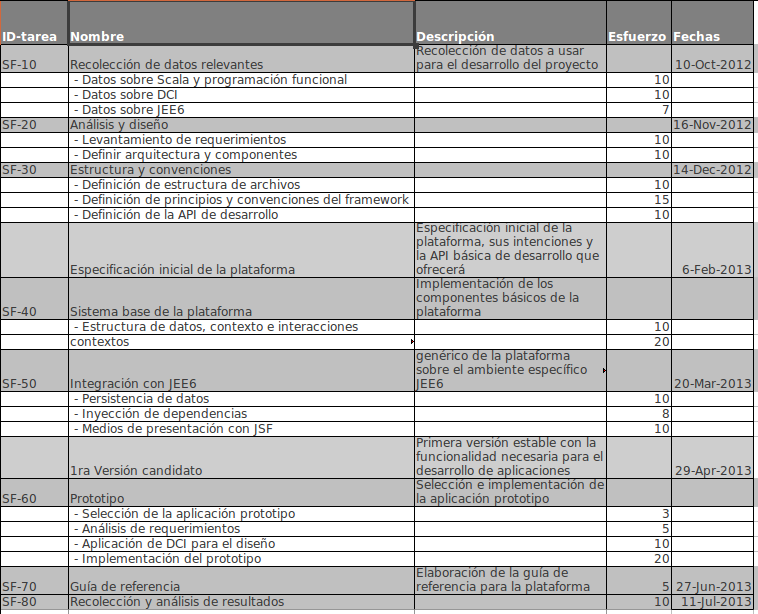 ID-tarea Nombre Descripción Esfuerzo Fechas
SF-10 Recolección de datos relevantes Recolección de datos a usar para el desarrollo del proyecto 10-Oct-2012
- Datos sobre Scala y programación funcional 10
- Datos sobre DCI 10
- Datos sobre JEE6 7
SF-20 Análisis y diseño 16-Nov-2012
- Levantamiento de requerimientos 10
- Definir arquitectura y componentes 10
SF-30 Estructura y convenciones 14-Dec-2012
- Definición de estructura de archivos 10
- Definición de principios y convenciones del framework 15
- Definición de la API de desarrollo 10
Especificación inicial de la plataforma Especificación inicial de la plataforma, sus intenciones y la API básica de desarrollo que ofrecerá 6-Feb-2013
SF-40 Sistema base de la plataforma Implementación de los componentes básicos de la plataforma
- Estructura de datos, contexto e interacciones 10
contextos 20
SF-50 Integración con JEE6 genérico de la plataforma sobre el ambiente específico JEE6 20-Mar-2013
- Persistencia de datos 10
- Inyección de dependencias 8
- Medios de presentación con JSF 10
1ra Versión candidato Primera versión estable con la funcionalidad necesaria para el desarrollo de aplicaciones 29-Apr-2013
SF-60 Prototipo Selección e implementación de la aplicación prototipo
- Selección de la aplicación prototipo 3
- Análisis de requerimientos 5
- Aplicación de DCI para el diseño 10
- Implementación del prototipo 20
SF-70 Guía de referencia Elaboración de la guía de referencia para la plataforma 5 27-Jun-2013
SF-80 Recolección y análisis de resultados 10 11-Jul-2013